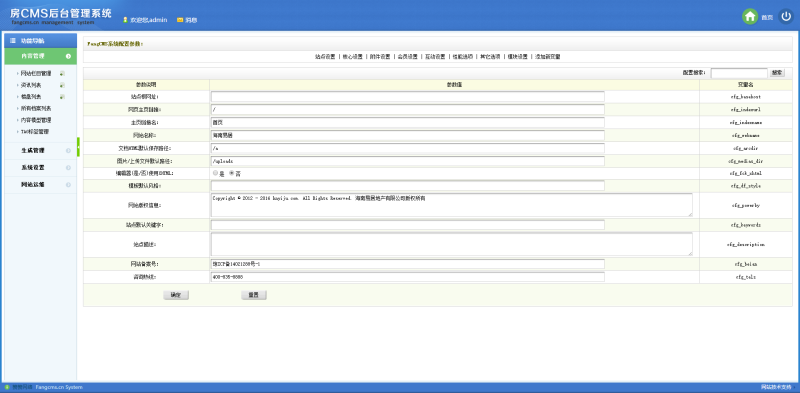 房CMS后台管理系统
Fangcms.cn management system
欢迎您,admin 消息
首页
功能导航
内容管理
网站栏目管理
资讯列表
楼盘列表
所有档案列表
内容模型管理
TAG标签管理
生成管理
系统设置
网站运维
FangCMS系统配置参数:
站点设置 | 核心设置 | 附件设置 | 会员设置 | 互动设置 | 性能选项 | 其它选项 | 模块设置 | 添加新变量
配置搜索: 搜索
参数说明 参数值 变量名
站点根网址: cfg_basehost
网页主页链接: / cfg_indexurl
主页链接名: 首页 cfg_indexname
网站名称: 海南易居 cfg_webname
文档HTML默认保存路径: /a cfg_arcdir
图片/上传文件默认路径: /uploads cfg_medias_dir
编辑器(是/否)使用XHTML: 是 否 cfg_fck_xhtml
模板默认风格: cfg_df_style
网站版权信息: Copyright © 2012 - 2016 hayiju.com. All Rights Reserved. 海南易居地产有限公司版权所有 cfg_powerby
站点默认关键字: cfg_keywords
站点描述: cfg_description
网站备案号: 琼ICP备14021288号-1 cfg_beian
咨询热线: 400-835-8888 cfg_tels
确定 重置
Fangcms.cn System
网站技术支持